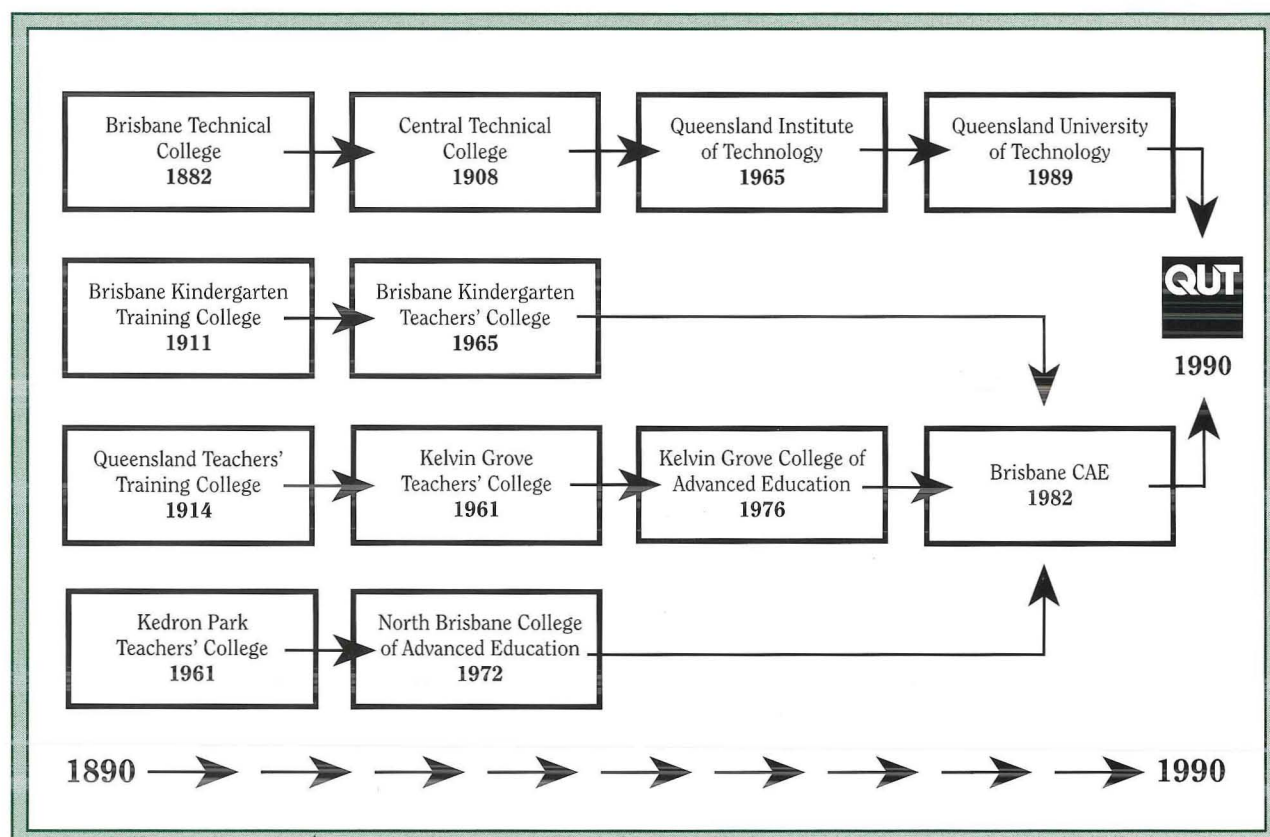 Brisbane Technical
College
1882
Central Technical
College
1908
Queensland Institute
of Technology
1965
Queensland University
of Technology
1989
Brisbane Kindergarten
Training College
1911
Brisbane Kindergarten
Teachers' College
1965
QUT
1990
Queensland Teachers'
Training College
1914
Kelvin Grove
Teachers' College
1961
Kelvin Grove College of
Advanced Education
1976
Brisbane CAE
1982
Kedron Park
Teachers' College
1961
North Brisbane College
of Advanced Education
1972
1890
1990